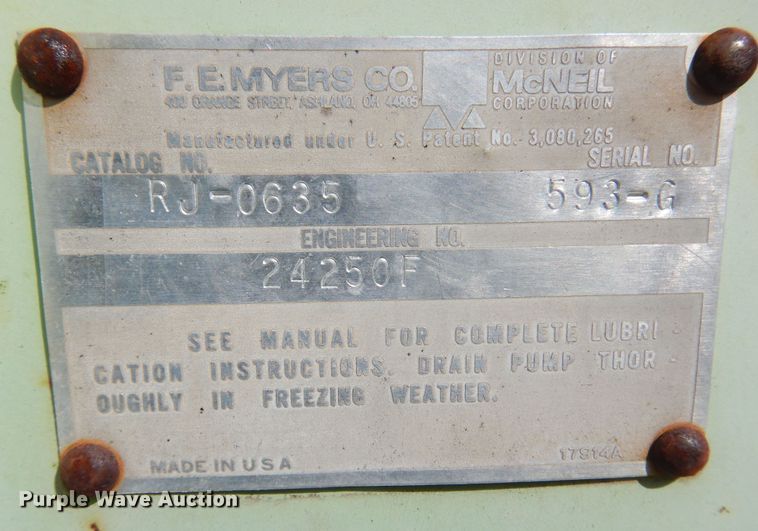 F. E. MYERS CO.
400 ORANGE STREET, ASHLAND, OH 44805
DIVISION OF
McNEIL
CORPORATION
Manufactured under U. S. Patent No. 3,080,265
CATALOG NO. SERIAL NO.
RJ-0635 593-G
ENGINEERING NO.
24250F
SEE MANUAL FOR COMPLETE LUBRI-
CATION INSTRUCTIONS. DRAIN PUMP THOR-
OUGHLY IN FREEZING WEATHER.
MADE IN USA 17914A
Purple Wave Auction